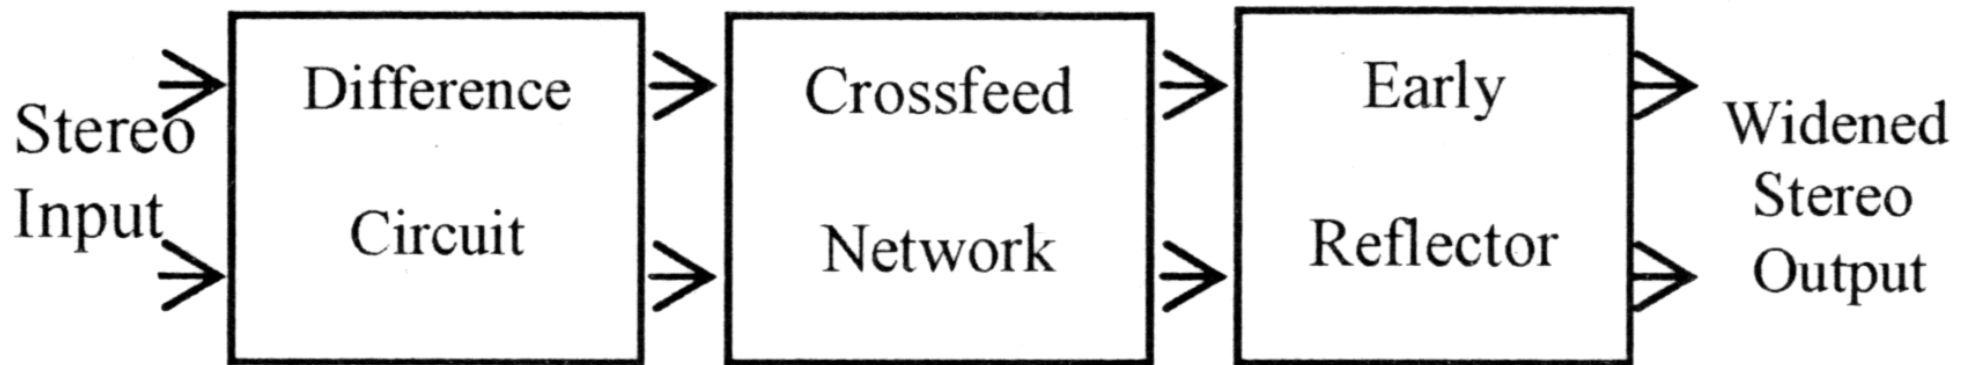 Stereo
Input
Difference
Circuit
Crossfeed
Network
Early
Reflector
Widened
Stereo
Output